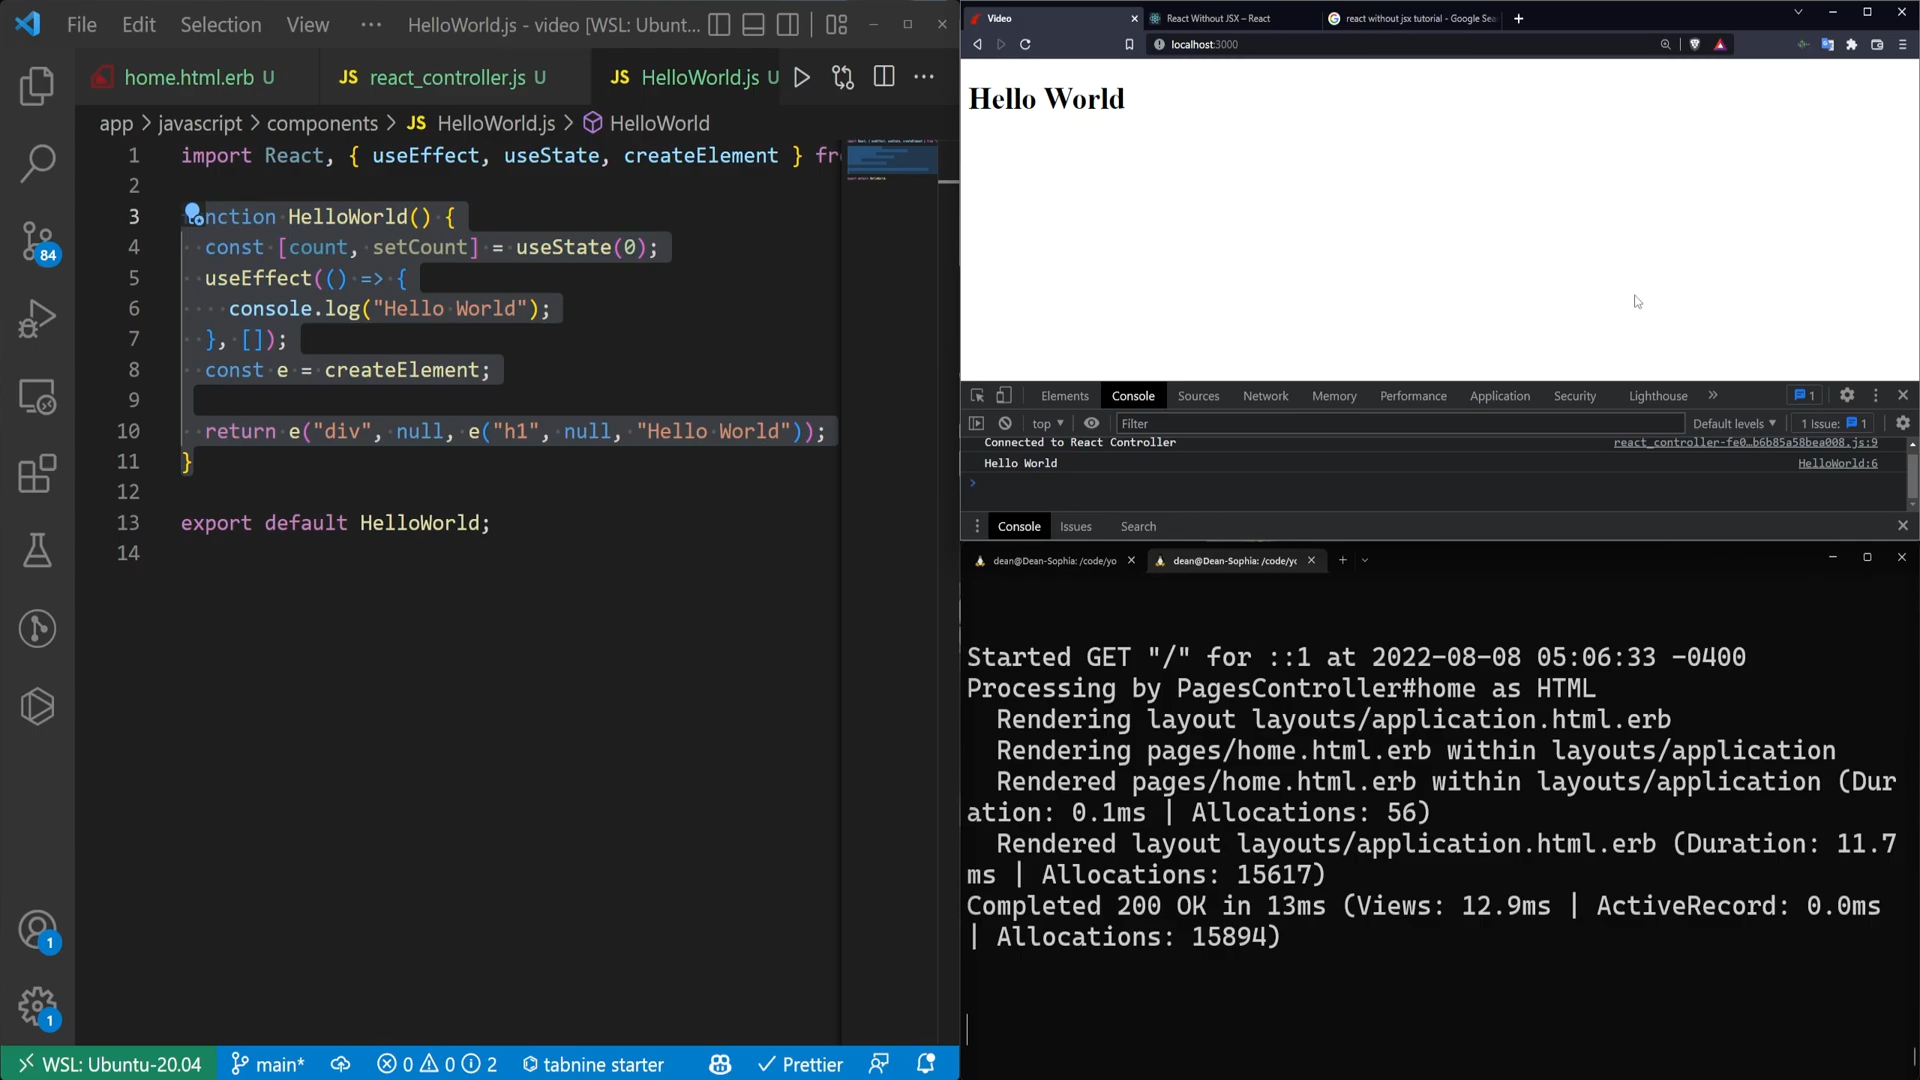 File Edit Selection View ··· HelloWorld.js - video [WSL: Ubunt...
home.html.erb U
JS react_controller.js U
JS HelloWorld.js U
app > javascript > components > JS HelloWorld.js > HelloWorld
1 import React, { useEffect, useState, createElement } fr
2
3 nction HelloWorld() {
4 const [count, setCount] = useState(0);
5 useEffect(() => {
6 console.log("Hello World");
7 }, []);
8 const e = createElement;
9
10 return e("div", null, e("h1", null, "Hello World"));
11 }
12
13 export default HelloWorld;
14
84
1
1
WSL: Ubuntu-20.04 main* 0 0 2 tabnine starter Prettier
Video
React Without JSX – React
react without jsx tutorial - Google Sea
localhost:3000
Hello World
Elements Console Sources Network Memory Performance Application Security Lighthouse » 1
top Filter Default levels 1 Issue: 1
Connected to React Controller react_controller-fe0…b6b85a58bea008.js:9
Hello World HelloWorld:6
>
Console Issues Search
dean@Dean-Sophia: /code/yo
dean@Dean-Sophia: /code/yc
Started GET "/" for ::1 at 2022-08-08 05:06:33 -0400
Processing by PagesController#home as HTML
Rendering layout layouts/application.html.erb
Rendering pages/home.html.erb within layouts/application
Rendered pages/home.html.erb within layouts/application (Dur
ation: 0.1ms | Allocations: 56)
Rendered layout layouts/application.html.erb (Duration: 11.7
ms | Allocations: 15617)
Completed 200 OK in 13ms (Views: 12.9ms | ActiveRecord: 0.0ms
| Allocations: 15894)